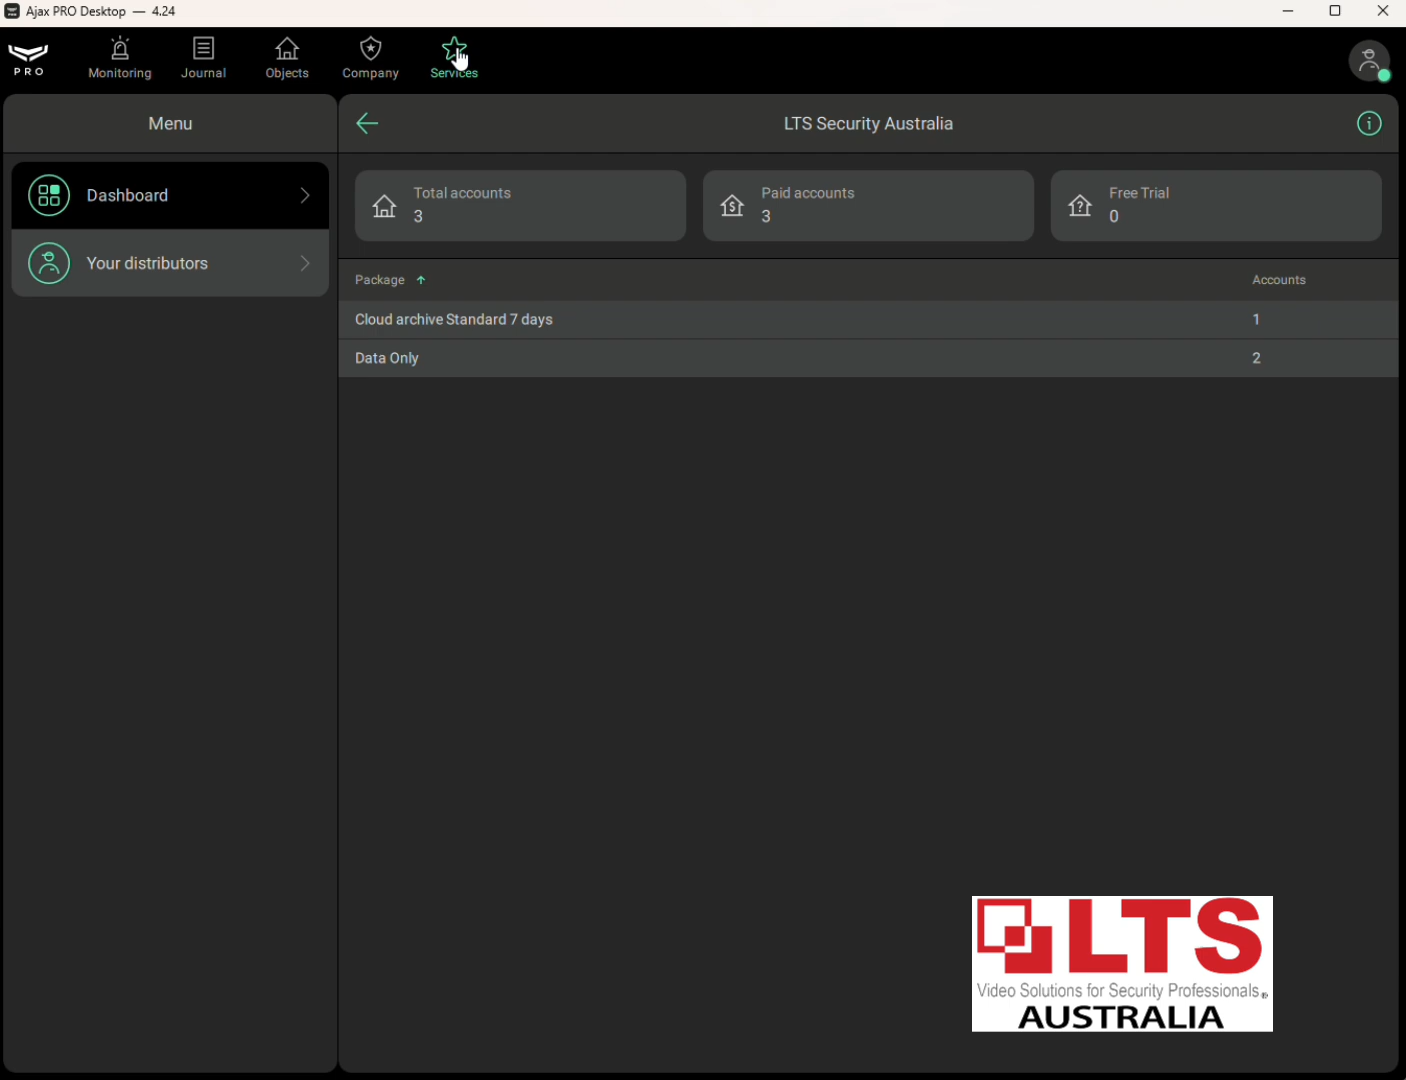 Ajax PRO Desktop — 4.24
PRO
Monitoring
Journal
Objects
Company
Services
Menu
LTS Security Australia
Dashboard
Your distributors
Total accounts
3
Paid accounts
3
Free Trial
0
Package
Accounts
Cloud archive Standard 7 days
1
Data Only
2
LTS
Video Solutions for Security Professionals®
AUSTRALIA